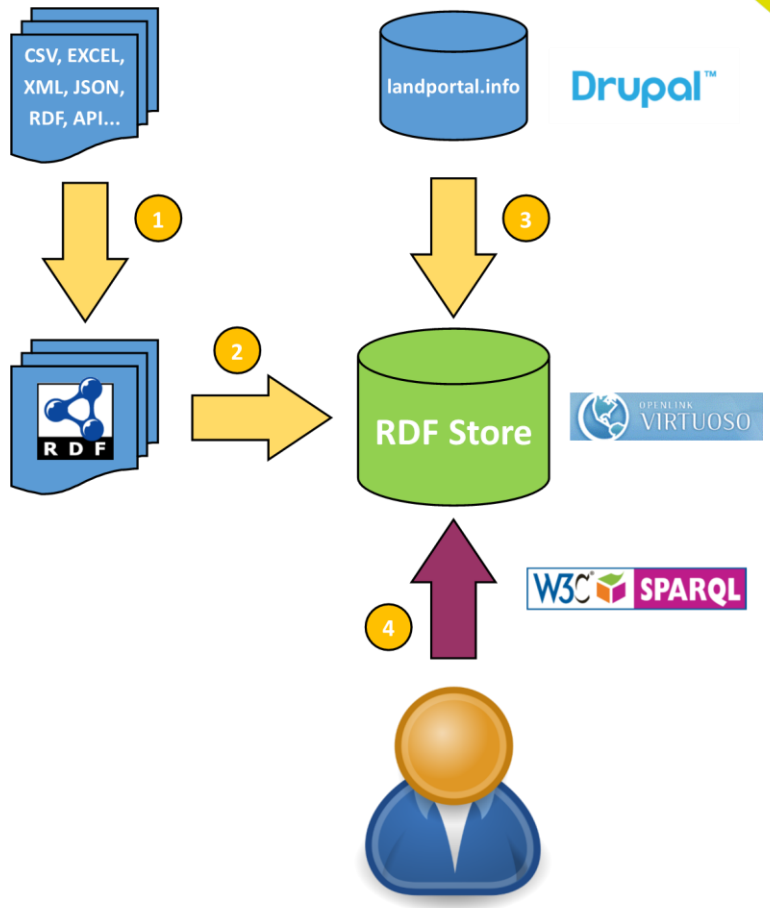 CSV, EXCEL,
XML, JSON,
RDF, API...
landportal.info
Drupal™
1
3
2
RDF
RDF Store
OPENLINK
VIRTUOSO
W3C® SPARQL
4